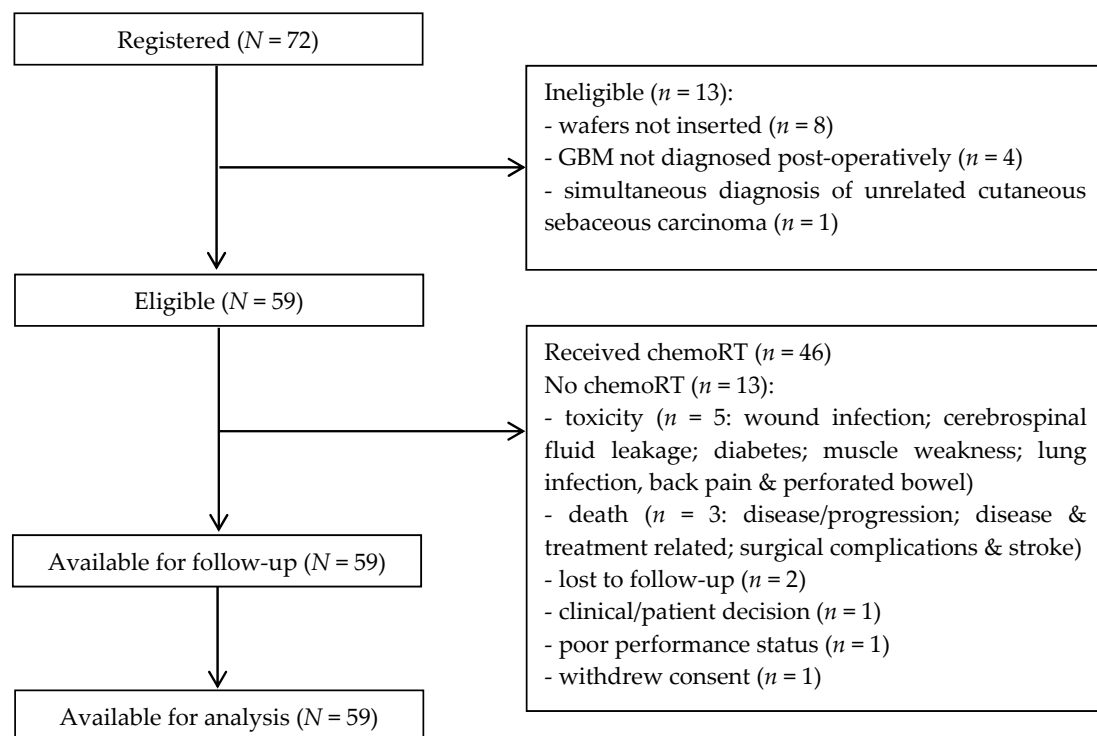 Registered (N = 72)
Ineligible (n = 13):
- wafers not inserted (n = 8)
- GBM not diagnosed post-operatively (n = 4)
- simultaneous diagnosis of unrelated cutaneous
sebaceous carcinoma (n = 1)
Eligible (N = 59)
Received chemoRT (n = 46)
No chemoRT (n = 13):
- toxicity (n = 5: wound infection; cerebrospinal
fluid leakage; diabetes; muscle weakness; lung
infection, back pain & perforated bowel)
- death (n = 3: disease/progression; disease &
treatment related; surgical complications & stroke)
- lost to follow-up (n = 2)
- clinical/patient decision (n = 1)
- poor performance status (n = 1)
- withdrew consent (n = 1)
Available for follow-up (N = 59)
Available for analysis (N = 59)